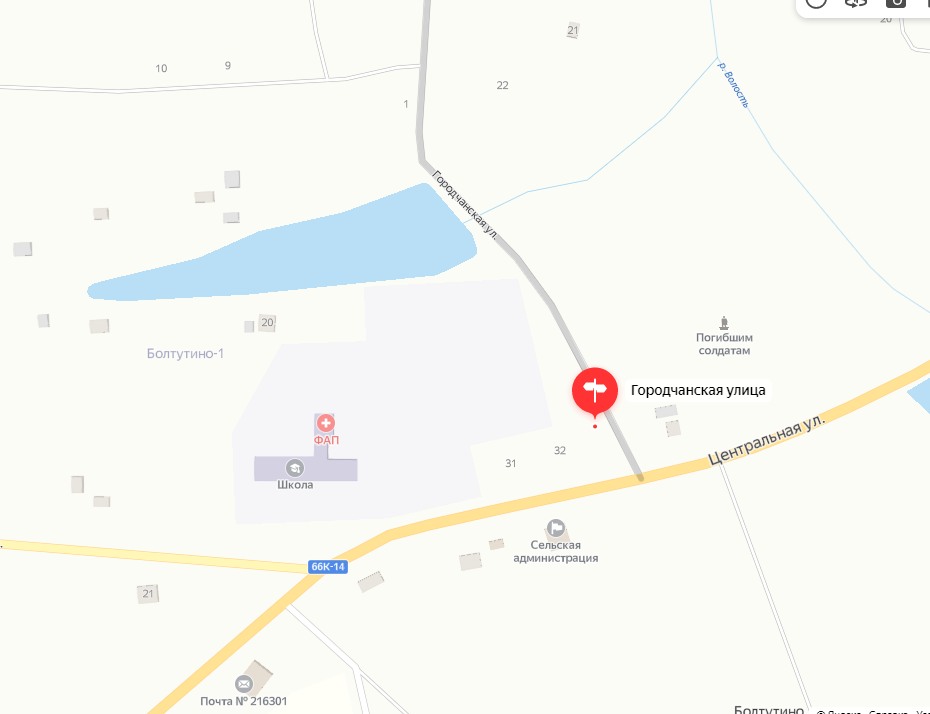 20
21
р. Волость
10
9
22
1
Городчанская ул.
20
Болтутино-1
Погибшим
солдатам
Городчанская улица
ФАП
Центральная ул.
31
32
Школа
Сельская
администрация
66К-14
21
Почта № 216301
Болтутино